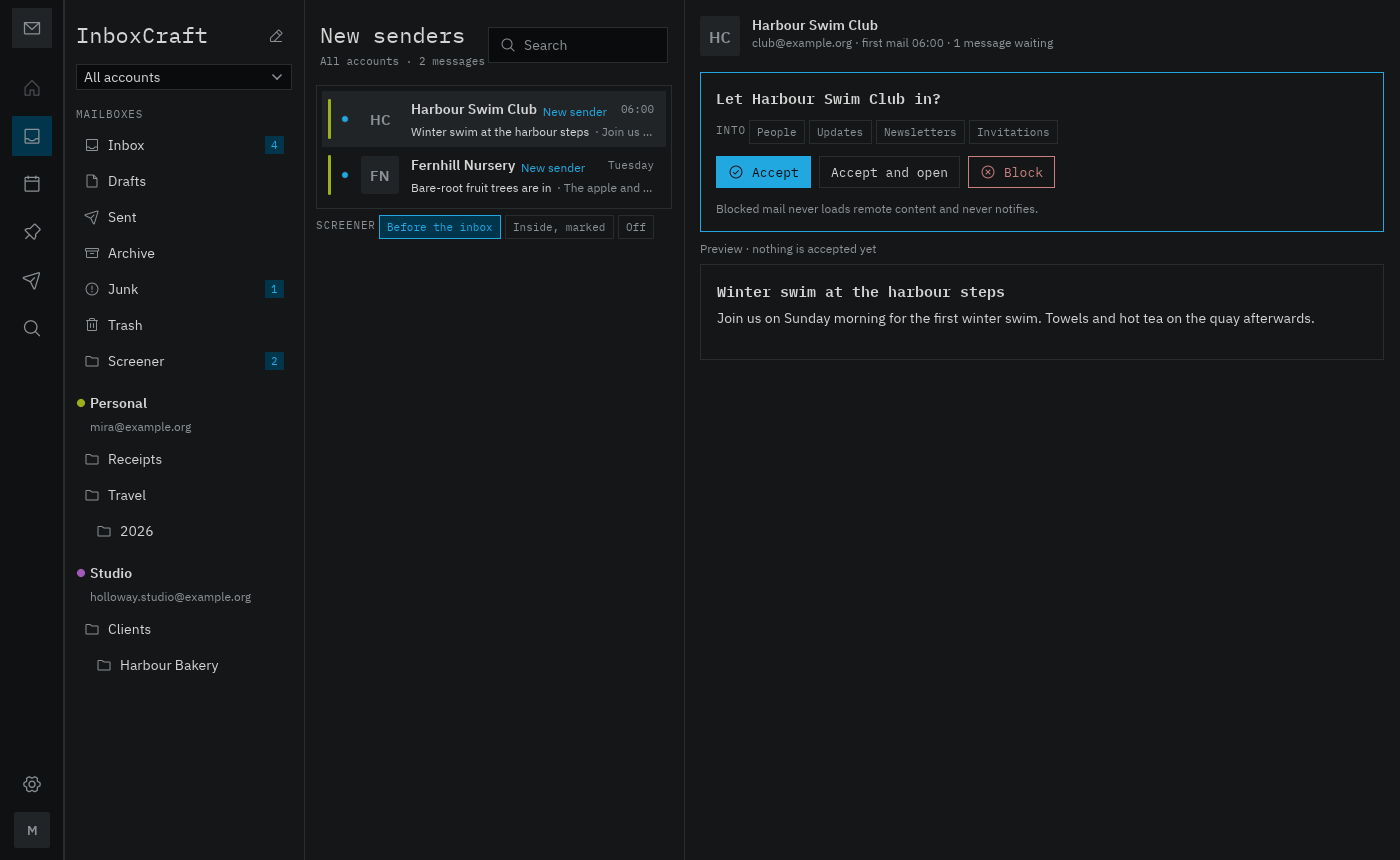 InboxCraft
All accounts
MAILBOXES
Inbox 4
Drafts
Sent
Archive
Junk 1
Trash
Screener 2
Personal
mira@example.org
Receipts
Travel
2026
Studio
holloway.studio@example.org
Clients
Harbour Bakery
M
New senders
All accounts · 2 messages
Search
HC
Harbour Swim Club New sender 06:00
Winter swim at the harbour steps · Join us …
FN
Fernhill Nursery New sender Tuesday
Bare-root fruit trees are in · The apple and …
SCREENER Before the inbox Inside, marked Off
HC
Harbour Swim Club
club@example.org · first mail 06:00 · 1 message waiting
Let Harbour Swim Club in?
INTO People Updates Newsletters Invitations
Accept Accept and open Block
Blocked mail never loads remote content and never notifies.
Preview · nothing is accepted yet
Winter swim at the harbour steps
Join us on Sunday morning for the first winter swim. Towels and hot tea on the quay afterwards.